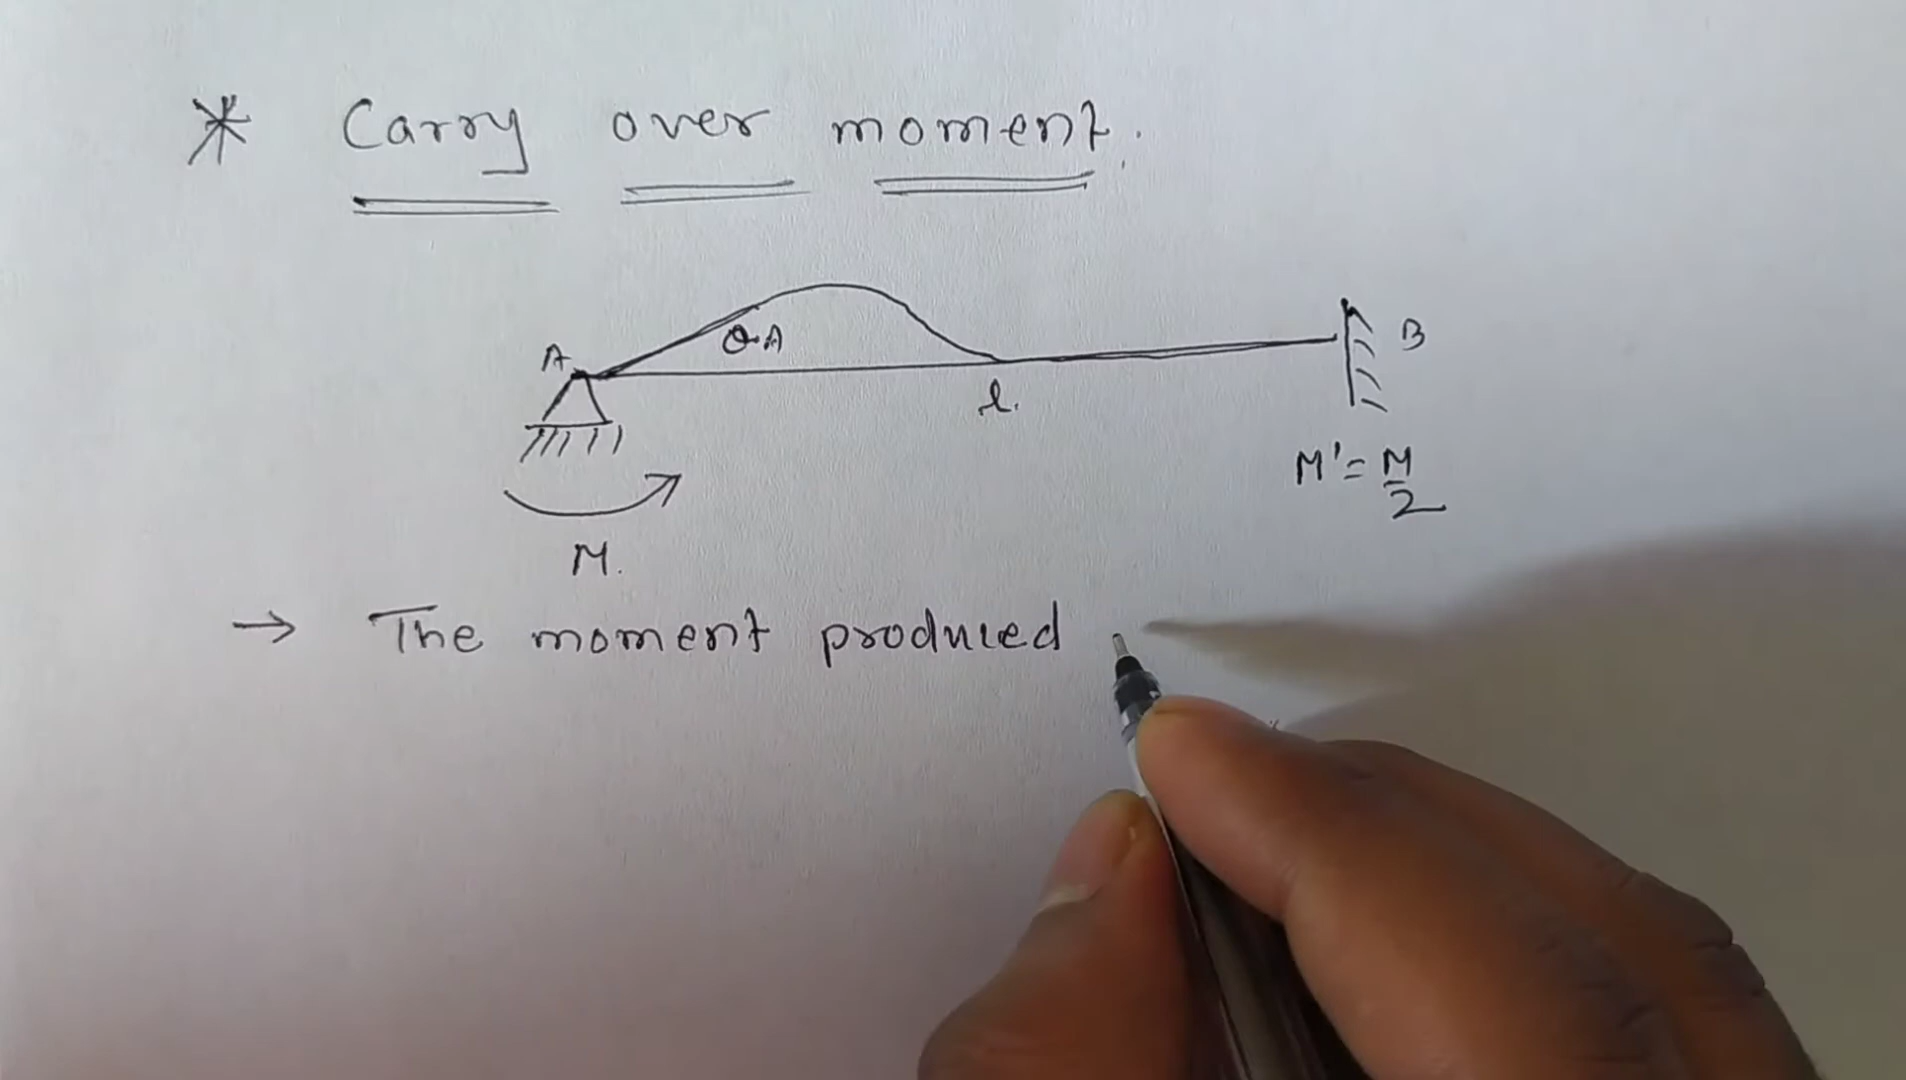 * Carry over moment.
A
θA
B
l.
M' = M/2
M.
→ The moment produced